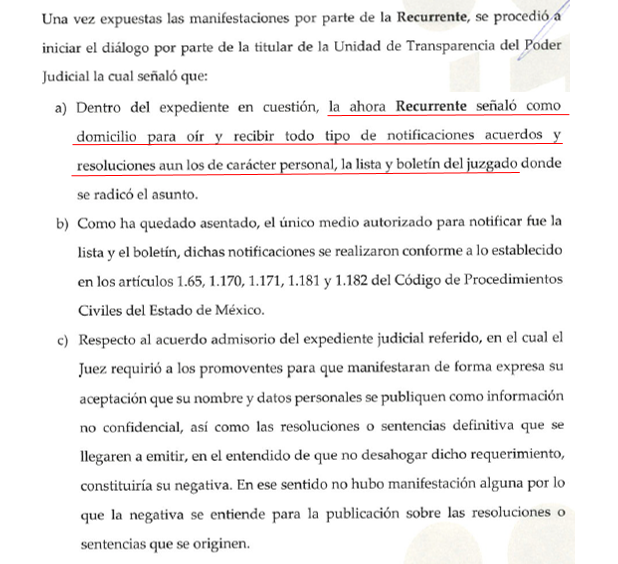 Una vez expuestas las manifestaciones por parte de la Recurrente, se procedió a
iniciar el diálogo por parte de la titular de la Unidad de Transparencia del Poder
Judicial la cual señaló que:
a) Dentro del expediente en cuestión, la ahora Recurrente señaló como
domicilio para oír y recibir todo tipo de notificaciones acuerdos y
resoluciones aun los de carácter personal, la lista y boletín del juzgado donde
se radicó el asunto.
b) Como ha quedado asentado, el único medio autorizado para notificar fue la
lista y el boletín, dichas notificaciones se realizaron conforme a lo establecido
en los artículos 1.65, 1.170, 1.171, 1.181 y 1.182 del Código de Procedimientos
Civiles del Estado de México.
c) Respecto al acuerdo admisorio del expediente judicial referido, en el cual el
Juez requirió a los promoventes para que manifestaran de forma expresa su
aceptación que su nombre y datos personales se publiquen como información
no confidencial, así como las resoluciones o sentencias definitiva que se
llegaren a emitir, en el entendido de que no desahogar dicho requerimiento,
constituiría su negativa. En ese sentido no hubo manifestación alguna por lo
que la negativa se entiende para la publicación sobre las resoluciones o
sentencias que se originen.